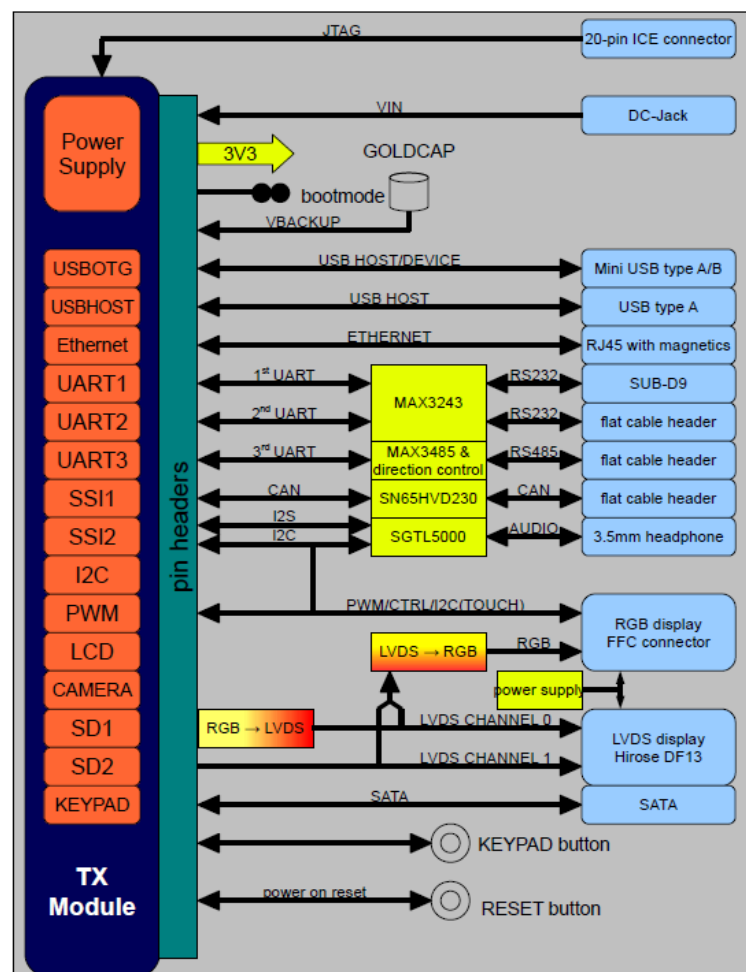 JTAG
20-pin ICE connector
Power
Supply
VIN
DC-Jack
3V3
GOLDCAP
bootmode
VBACKUP
USBOTG
USB HOST/DEVICE
Mini USB type A/B
USBHOST
USB HOST
USB type A
Ethernet
ETHERNET
RJ45 with magnetics
UART1
1st UART
MAX3243
RS232
SUB-D9
UART2
2nd UART
RS232
flat cable header
UART3
3rd UART
MAX3485 &
direction control
RS485
flat cable header
SSI1
CAN
SN65HVD230
CAN
flat cable header
SSI2
I2S
I2C
SGTL5000
AUDIO
3.5mm headphone
I2C
pin headers
PWM
PWM/CTRL/I2C(TOUCH)
RGB display
FFC connector
LCD
LVDS → RGB
RGB
CAMERA
power supply
SD1
RGB → LVDS
LVDS CHANNEL 0
LVDS display
Hirose DF13
SD2
LVDS CHANNEL 1
KEYPAD
SATA
SATA
KEYPAD button
TX
Module
power on reset
RESET button